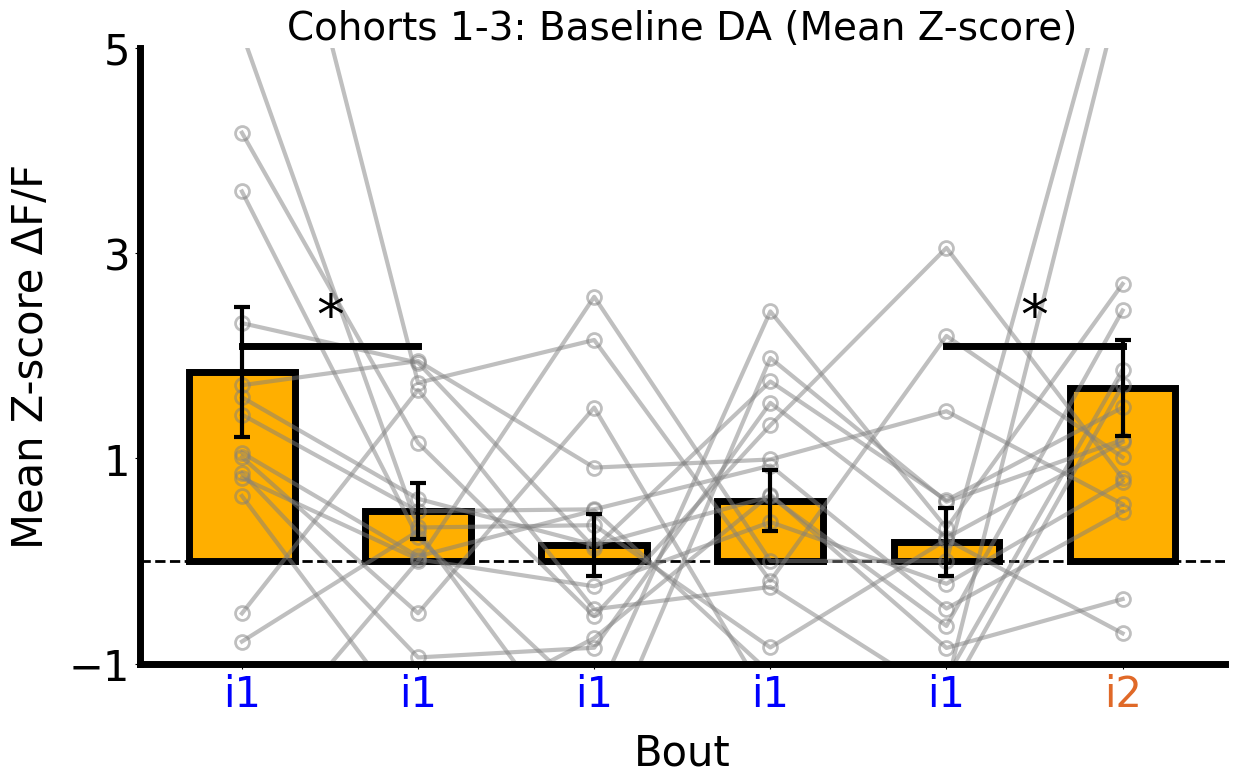 Cohorts 1-3: Baseline DA (Mean Z-score)
Mean Z-score ΔF/F
5
3
1
−1
*
*
i1 i1 i1 i1 i1 i2
Bout